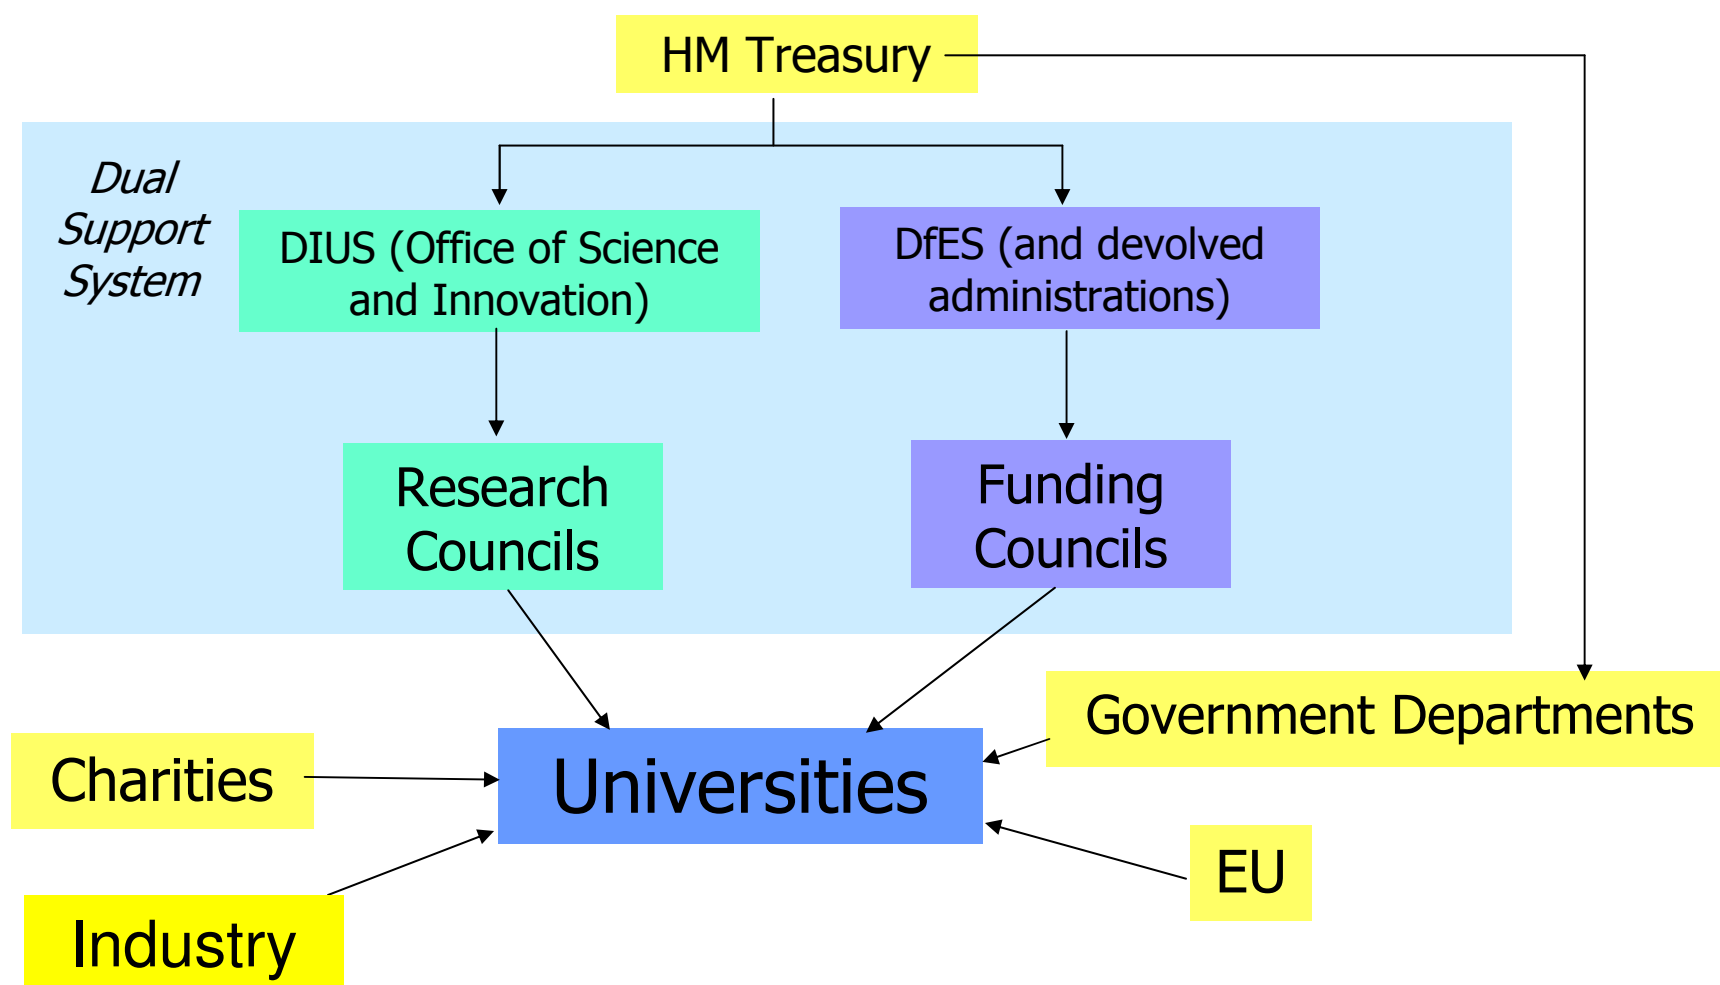 HM Treasury
Dual
Support
System
DIUS (Office of Science
and Innovation)
DfES (and devolved
administrations)
Research
Councils
Funding
Councils
Government Departments
Charities
Universities
EU
Industry